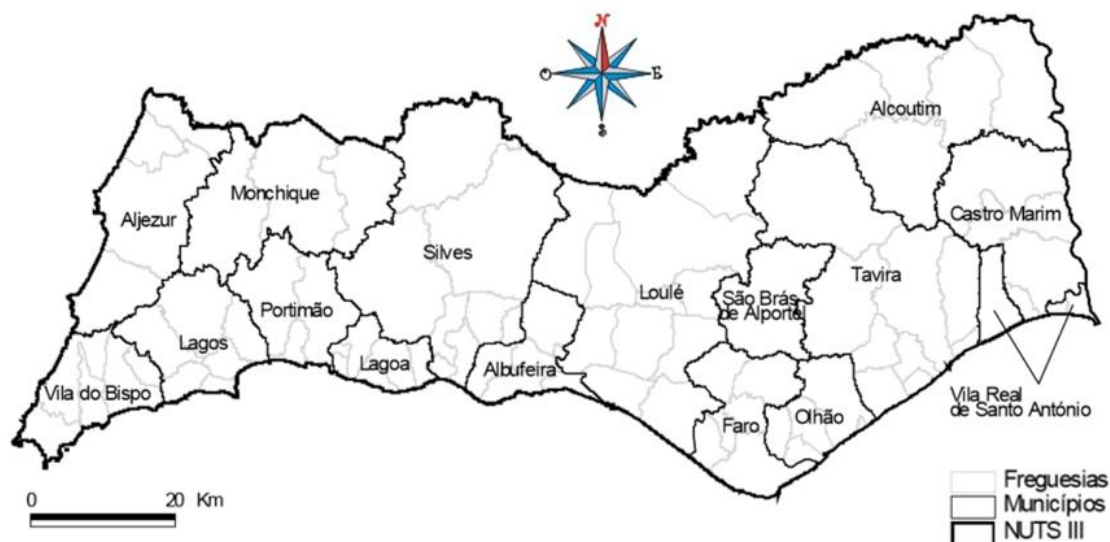 N
O
E
S
Alcoutim
Monchique
Aljezur
Castro Marim
Silves
Tavira
Loulé
São Brás
de Alportel
Portimão
Lagos
Lagoa
Albufeira
Vila do Bispo
Vila Real
de Santo António
Olhão
Faro
0 20 Km
Freguesias
Municípios
NUTS III